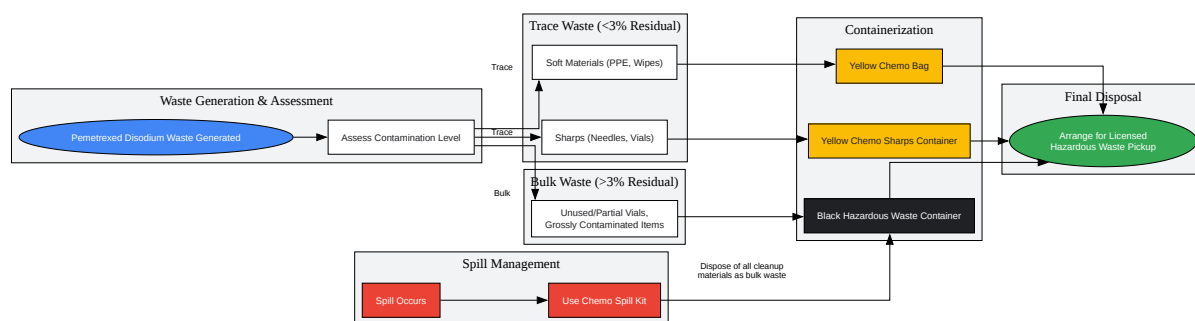 Waste Generation & Assessment
Pemetrexed Disodium Waste Generated
Assess Contamination Level
Trace
Trace
Bulk
Trace Waste (<3% Residual)
Soft Materials (PPE, Wipes)
Sharps (Needles, Vials)
Bulk Waste (>3% Residual)
Unused/Partial Vials,
Grossly Contaminated Items
Containerization
Yellow Chemo Bag
Yellow Chemo Sharps Container
Black Hazardous Waste Container
Final Disposal
Arrange for Licensed
Hazardous Waste Pickup
Spill Management
Spill Occurs
Use Chemo Spill Kit
Dispose of all cleanup
materials as bulk waste